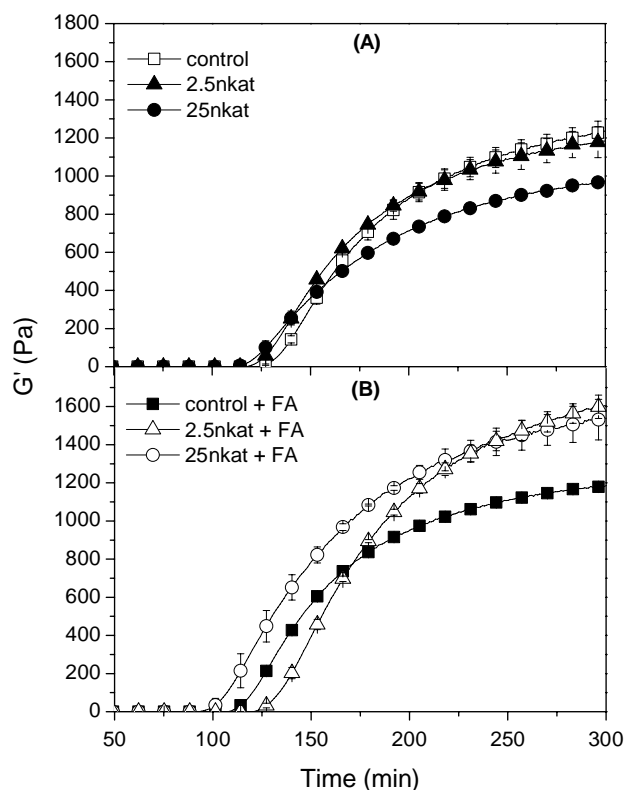 1800
(A)
1600
control
1400
2.5nkat
1200
25nkat
1000
800
600
400
200
0
G' (Pa)
(B)
1600
control + FA
1400
2.5nkat + FA
1200
25nkat + FA
1000
800
600
400
200
0
50 100 150 200 250 300
Time (min)